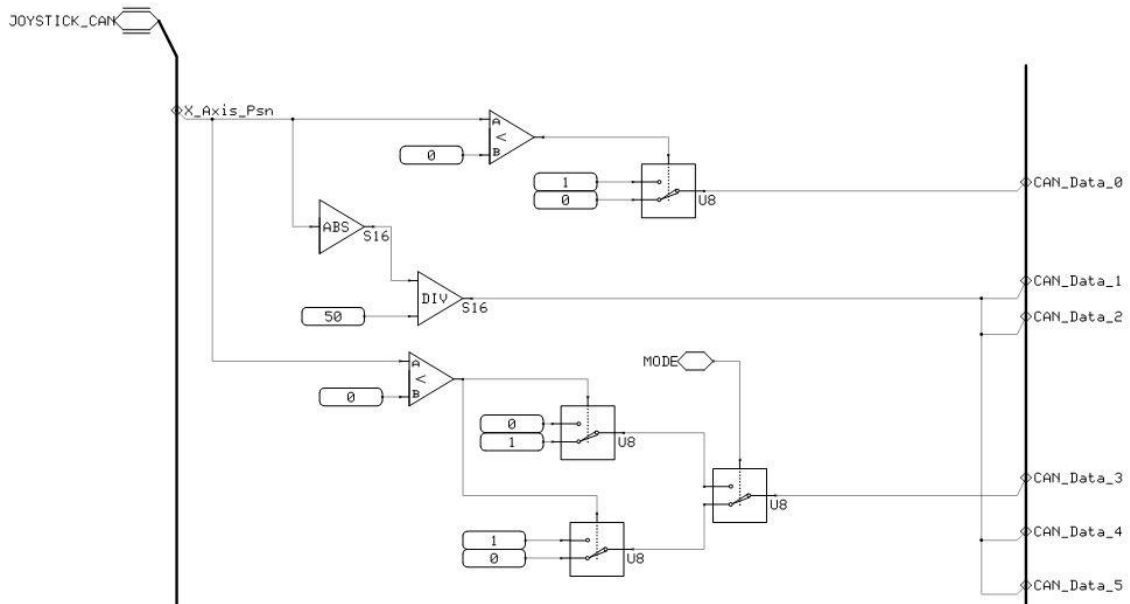 JOYSTICK_CAN
X_Axis_Psn
A
<
B
0
1
0
U8
CAN_Data_0
ABS
S16
DIV
S16
50
CAN_Data_1
CAN_Data_2
A
<
B
0
MODE
0
1
U8
U8
CAN_Data_3
1
0
U8
CAN_Data_4
CAN_Data_5